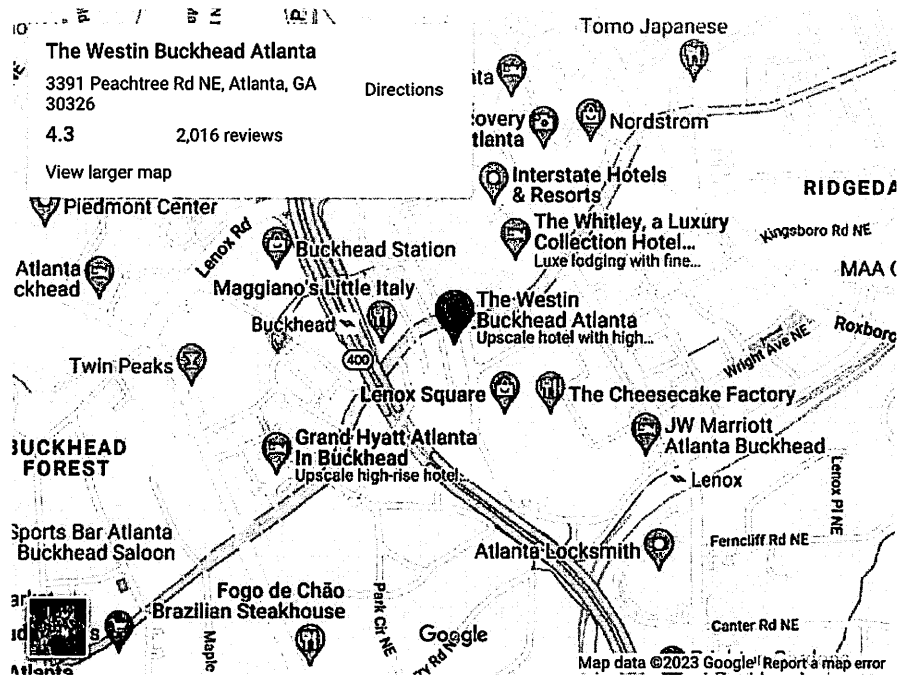 The Westin Buckhead Atlanta
3391 Peachtree Rd NE, Atlanta, GA
30326
Directions
4.3 2,016 reviews
View larger map
Tomo Japanese
Nordstrom
Interstate Hotels
& Resorts
RIDGEDA
Piedmont Center
Lenox Rd
Buckhead Station
The Whitley, a Luxury
Collection Hotel...
Luxe lodging with fine...
Kingsboro Rd NE
MAA
Atlanta
ckhead
Maggiano's Little Italy
Buckhead
The Westin
Buckhead Atlanta
Upscale hotel with high...
Roxboro
Wright Ave NE
400
Twin Peaks
Lenox Square
The Cheesecake Factory
JW Marriott
Atlanta Buckhead
BUCKHEAD
FOREST
Grand Hyatt Atlanta
In Buckhead
Upscale high-rise hotel...
Lenox
Lenox Pl NE
Sports Bar Atlanta
Buckhead Saloon
Atlanta Locksmith
Ferncliff Rd NE
Fogo de Chão
Brazilian Steakhouse
Park Cir NE
Maple
Google
Canter Rd NE
Atlanta
Map data ©2023 Google Report a map error